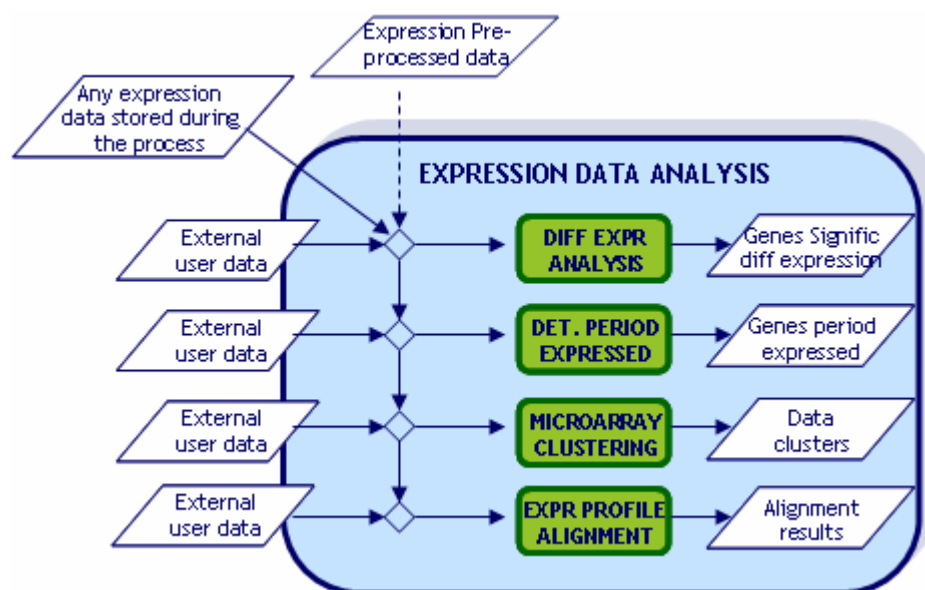 Expression Pre-
processed data
Any expression
data stored during
the process
EXPRESSION DATA ANALYSIS
External
user data
DIFF EXPR
ANALYSIS
Genes Signific
diff expression
External
user data
DET. PERIOD
EXPRESSED
Genes period
expressed
External
user data
MICROARRAY
CLUSTERING
Data
clusters
External
user data
EXPR PROFILE
ALIGNMENT
Alignment
results